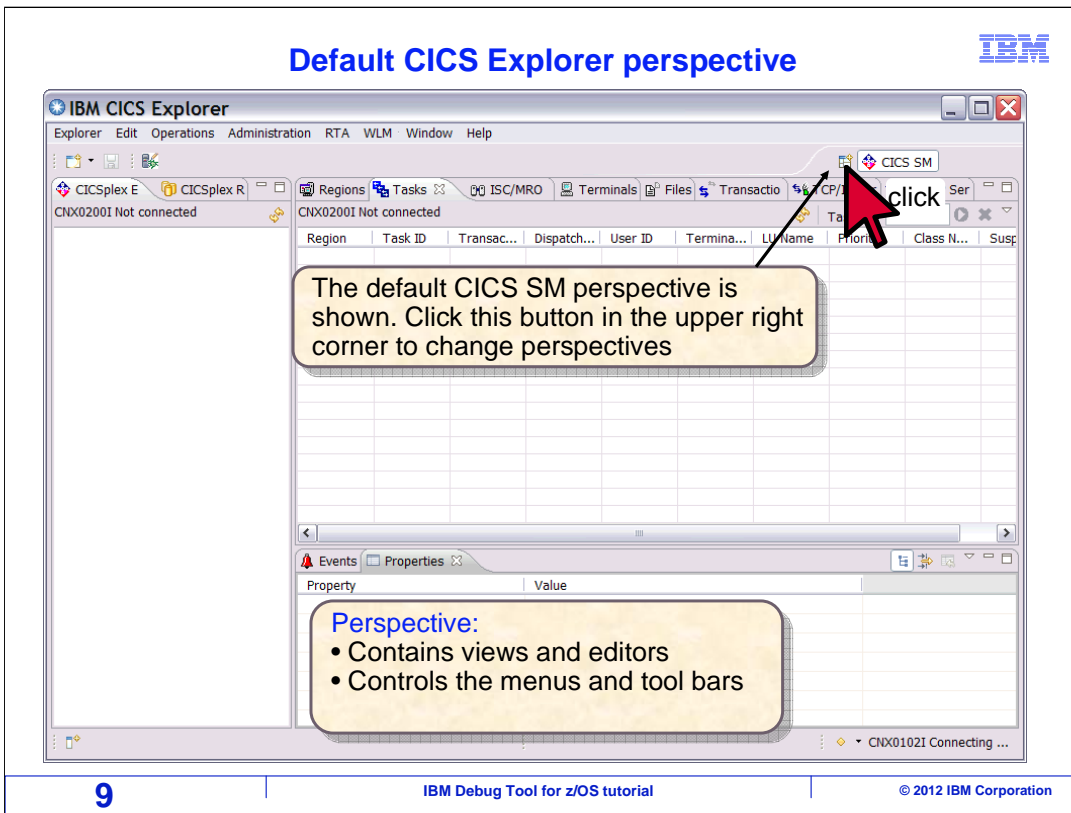 Default CICS Explorer perspective
IBM
IBM CICS Explorer
Explorer Edit Operations Administration RTA WLM Window Help
CICS SM
CICSplex E CICSplex R
Regions Tasks ISC/MRO Terminals Files Transactio Ser
click
CNX0200I Not connected
CNX0200I Not connected
Region Task ID Transac... Dispatch... User ID Termina... LU Name Priori Class N... Susp
The default CICS SM perspective is
shown. Click this button in the upper right
corner to change perspectives
Events Properties
Property Value
Perspective:
• Contains views and editors
• Controls the menus and tool bars
CNX0102I Connecting ...
9
IBM Debug Tool for z/OS tutorial
© 2012 IBM Corporation